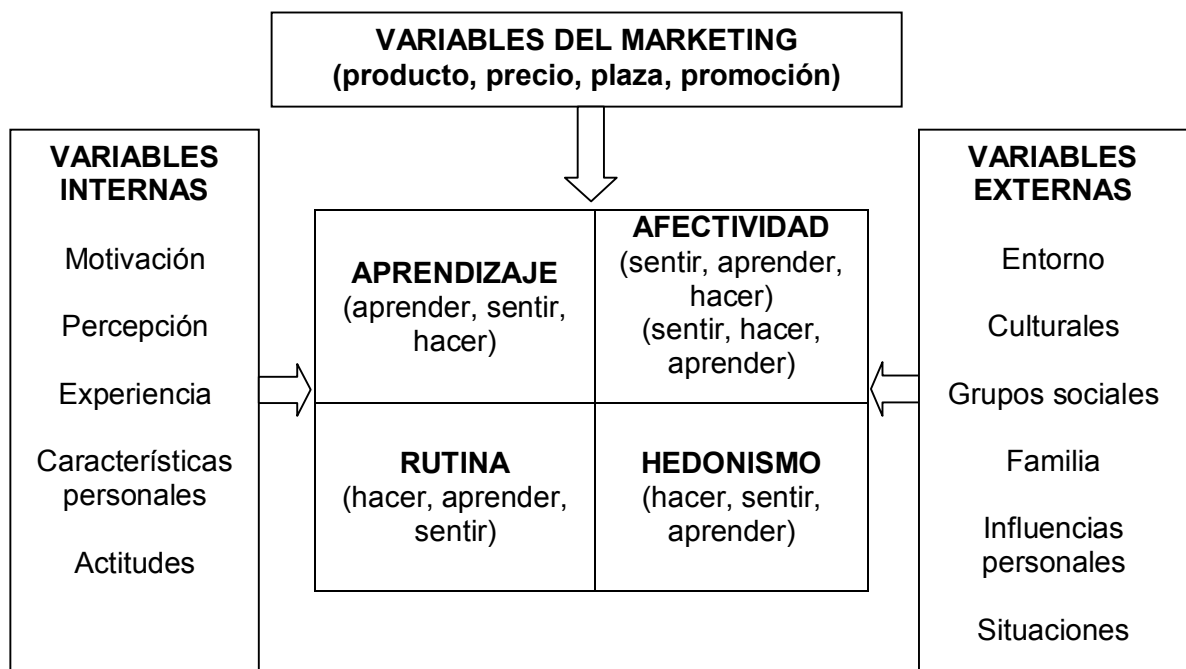 VARIABLES DEL MARKETING
(producto, precio, plaza, promoción)
VARIABLES
INTERNAS
Motivación
Percepción
Experiencia
Características
personales
Actitudes
APRENDIZAJE
(aprender, sentir,
hacer)
AFECTIVIDAD
(sentir, aprender,
hacer)
(sentir, hacer,
aprender)
RUTINA
(hacer, aprender,
sentir)
HEDONISMO
(hacer, sentir,
aprender)
VARIABLES
EXTERNAS
Entorno
Culturales
Grupos sociales
Familia
Influencias
personales
Situaciones